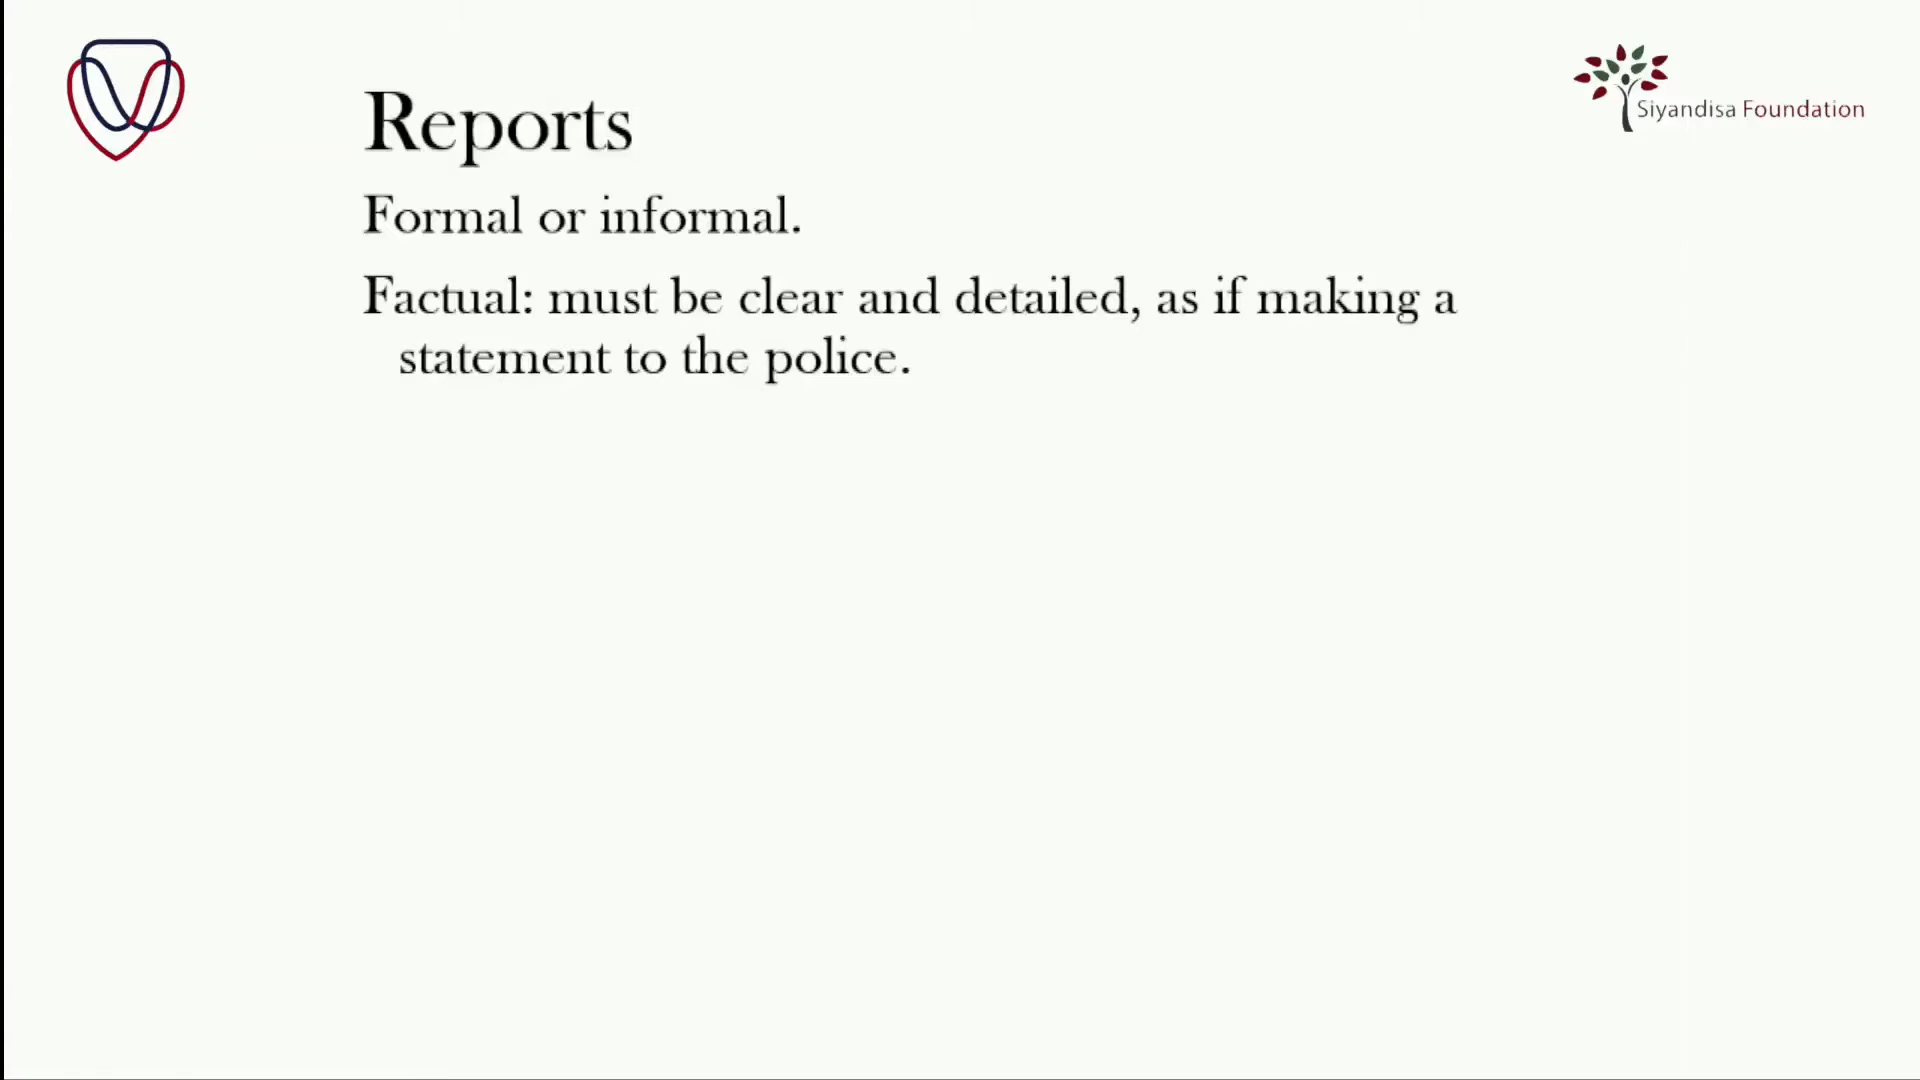 Reports
Siyandisa Foundation
Formal or informal.
Factual: must be clear and detailed, as if making a
statement to the police.